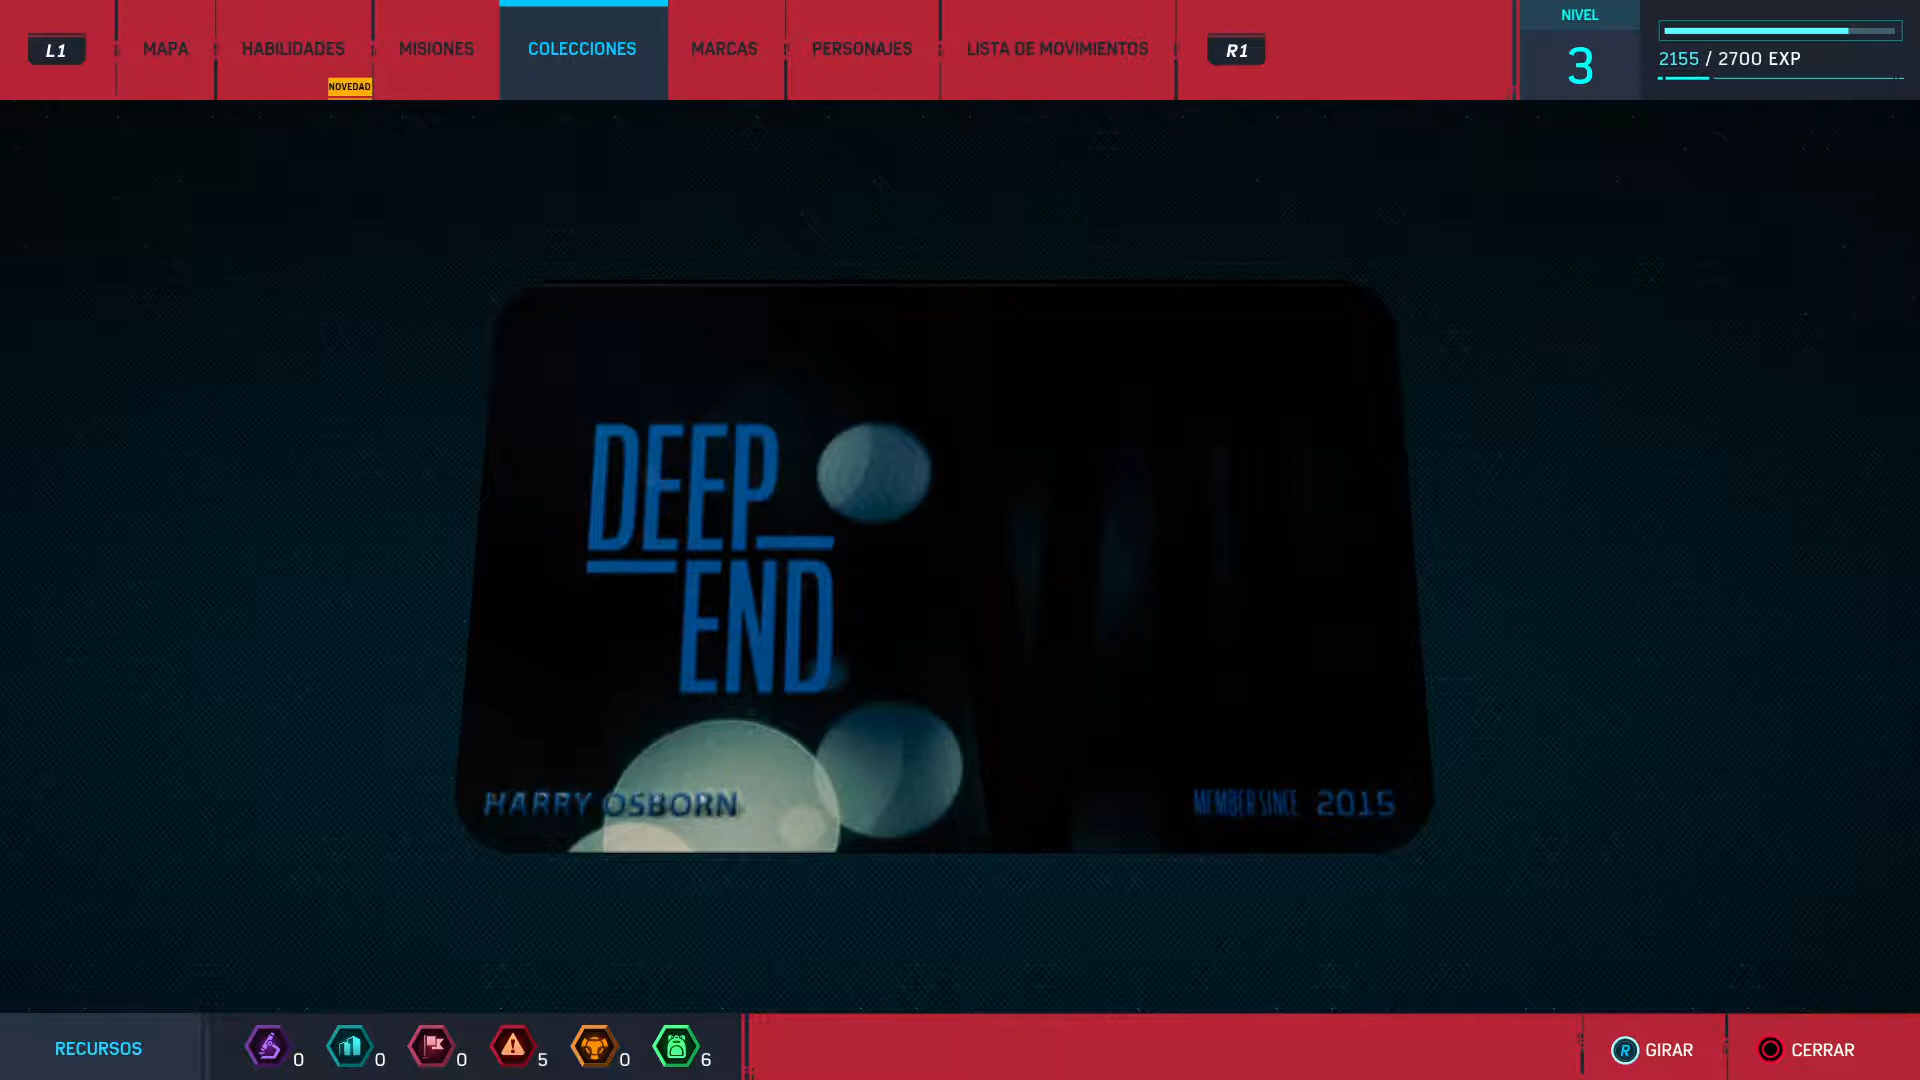 L1
MAPA
HABILIDADES
NOVEDAD
MISIONES
COLECCIONES
MARCAS
PERSONAJES
LISTA DE MOVIMIENTOS
R1
NIVEL
3
2155 / 2700 EXP
DEEP
END
HARRY OSBORN
MEMBER SINCE 2015
RECURSOS
0
0
0
5
0
6
R GIRAR
CERRAR